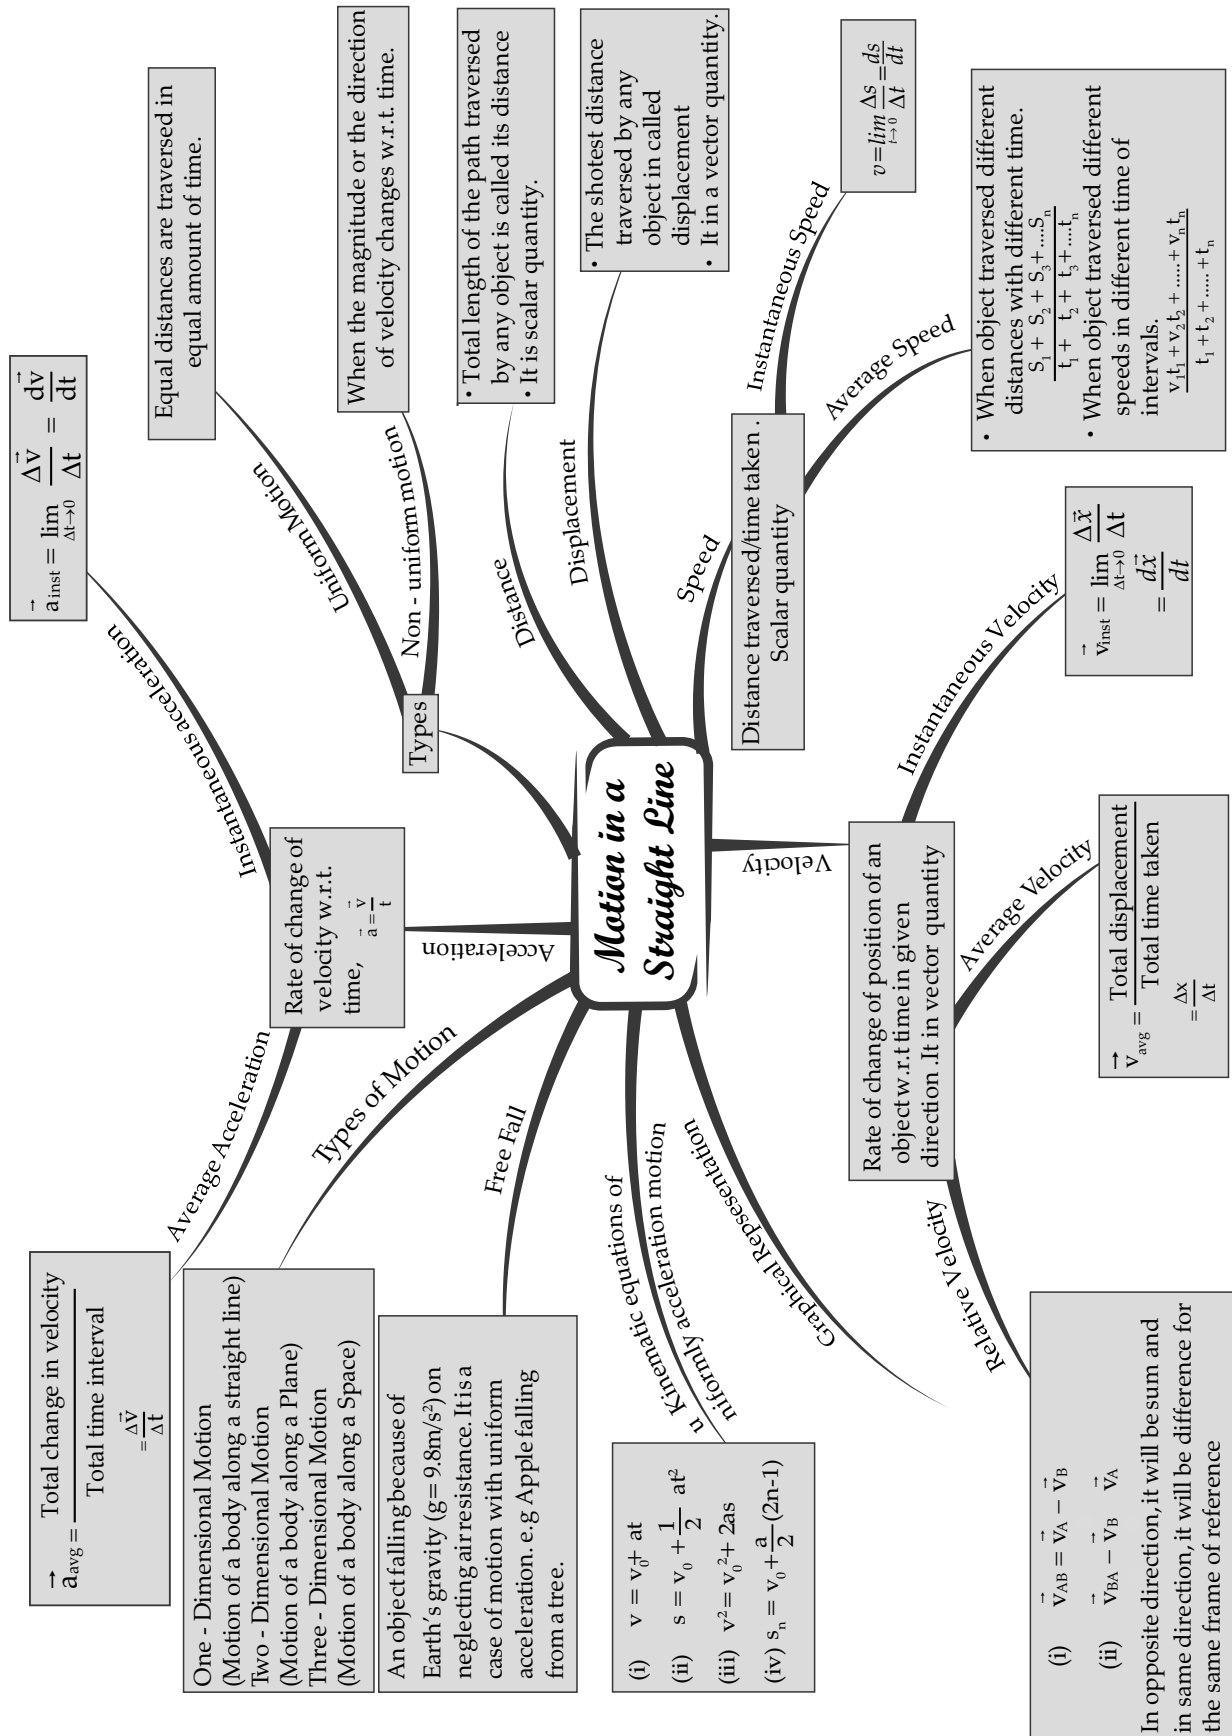 Motion in a
Straight Line
Types
Uniform Motion
Equal distances are traversed in
equal amount of time.
Non - uniform motion
When the magnitude or the direction
of velocity changes w.r.t. time.
Distance
• Total length of the path traversed
by any object is called its distance
• It is scalar quantity.
Displacement
• The shotest distance
traversed by any
object in called
displacement
• It in a vector quantity.
Speed
Distance traversed/time taken .
Scalar quantity
Instantaneous Speed
v = lim t→0 Δs/Δt = ds/dt
Average Speed
• When object traversed different
distances with different time.
S₁ + S₂ + S₃ + ....Sₙ
t₁ + t₂ + t₃ + ....tₙ
• When object traversed different
speeds in different time of
intervals.
v₁t₁ + v₂t₂ + ...... + vₙtₙ
t₁ + t₂ + ...... + tₙ
Velocity
Rate of change of position of an
object w.r.t time in given
direction .It in vector quantity
Instantaneous Velocity
v⃗inst = lim Δt→0 Δx⃗/Δt
= dx⃗/dt
Average Velocity
v⃗avg = Total displacement
Total time taken
= Δx/Δt
Relative Velocity
(i) v⃗AB = v⃗A − v⃗B
(ii) v⃗BA − v⃗B v⃗A
In opposite direction, it will be sum and
in same direction, it will be difference for
the same frame of reference
Graphical Repsesentation
u Kinematic equations of
niformly acceleration motion
(i) v = v₀+ at
(ii) s = v₀ + 1/2 at²
(iii) v² = v₀² + 2as
(iv) sₙ = v₀ + a/2 (2n-1)
Free Fall
An object falling because of
Earth's gravity (g= 9.8m/s²) on
neglecting air resistance. It is a
case of motion with uniform
acceleration. e.g Apple falling
from a tree.
Types of Motion
One - Dimensional Motion
(Motion of a body along a straight line)
Two - Dimensional Motion
(Motion of a body along a Plane)
Three - Dimensional Motion
(Motion of a body along a Space)
Acceleration
Rate of change of
velocity w.r.t.
time, a⃗ = v⃗/t
Average Acceleration
a⃗avg = Total change in velocity
Total time interval
= Δv⃗/Δt
Instantaneous acceleration
a⃗inst = lim Δt→0 Δv⃗/Δt = dv⃗/dt